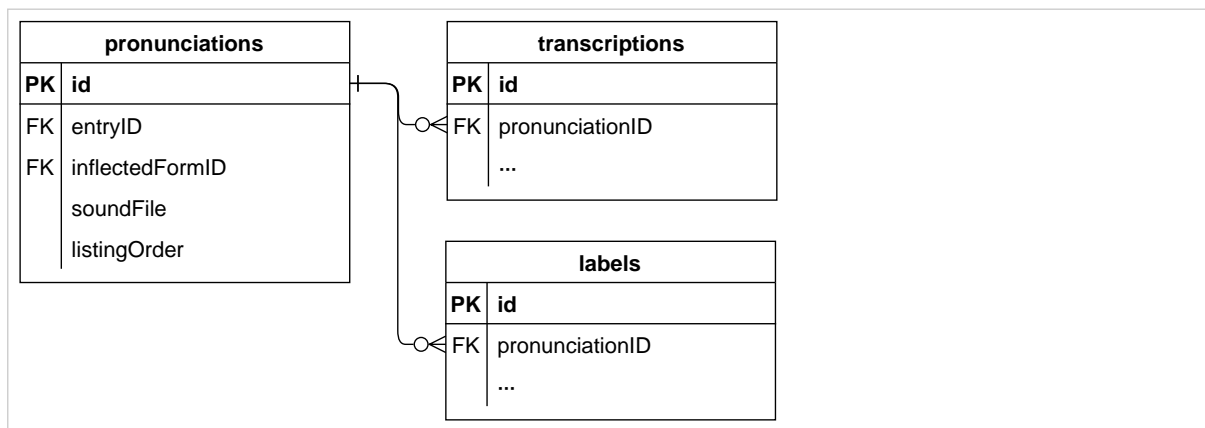 pronunciations
PK id
FK entryID
FK inflectedFormID
soundFile
listingOrder
transcriptions
PK id
FK pronunciationID
...
labels
PK id
FK pronunciationID
...